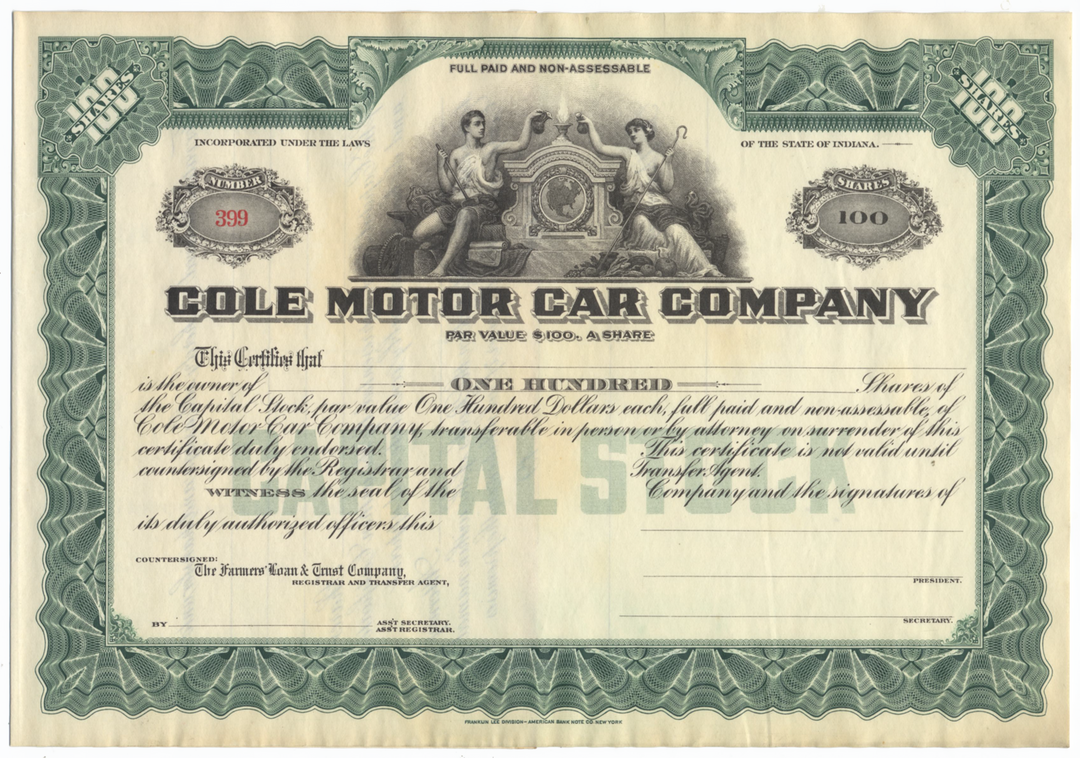 FULL PAID AND NON-ASSESSABLE
100 SHARES
100 SHARES
INCORPORATED UNDER THE LAWS OF THE STATE OF INDIANA.
NUMBER
399
SHARES
100
COLE MOTOR CAR COMPANY
PAR VALUE $100. A SHARE
This Certifies that
is the owner of ONE HUNDRED Shares of
the Capital Stock, par value One Hundred Dollars each, full paid and non-assessable, of
Cole Motor Car Company, transferable in person or by attorney on surrender of this
certificate duly endorsed. This certificate is not valid until
countersigned by the Registrar and Transfer Agent.
WITNESS the seal of the Company and the signatures of
its duly authorized officers this
CAPITAL STOCK
COUNTERSIGNED:
The Farmers' Loan & Trust Company,
REGISTRAR AND TRANSFER AGENT,
PRESIDENT.
BY ASS'T SECRETARY.
ASS'T REGISTRAR.
SECRETARY.
FRANKLIN LEE DIVISION-AMERICAN BANK NOTE CO NEW YORK